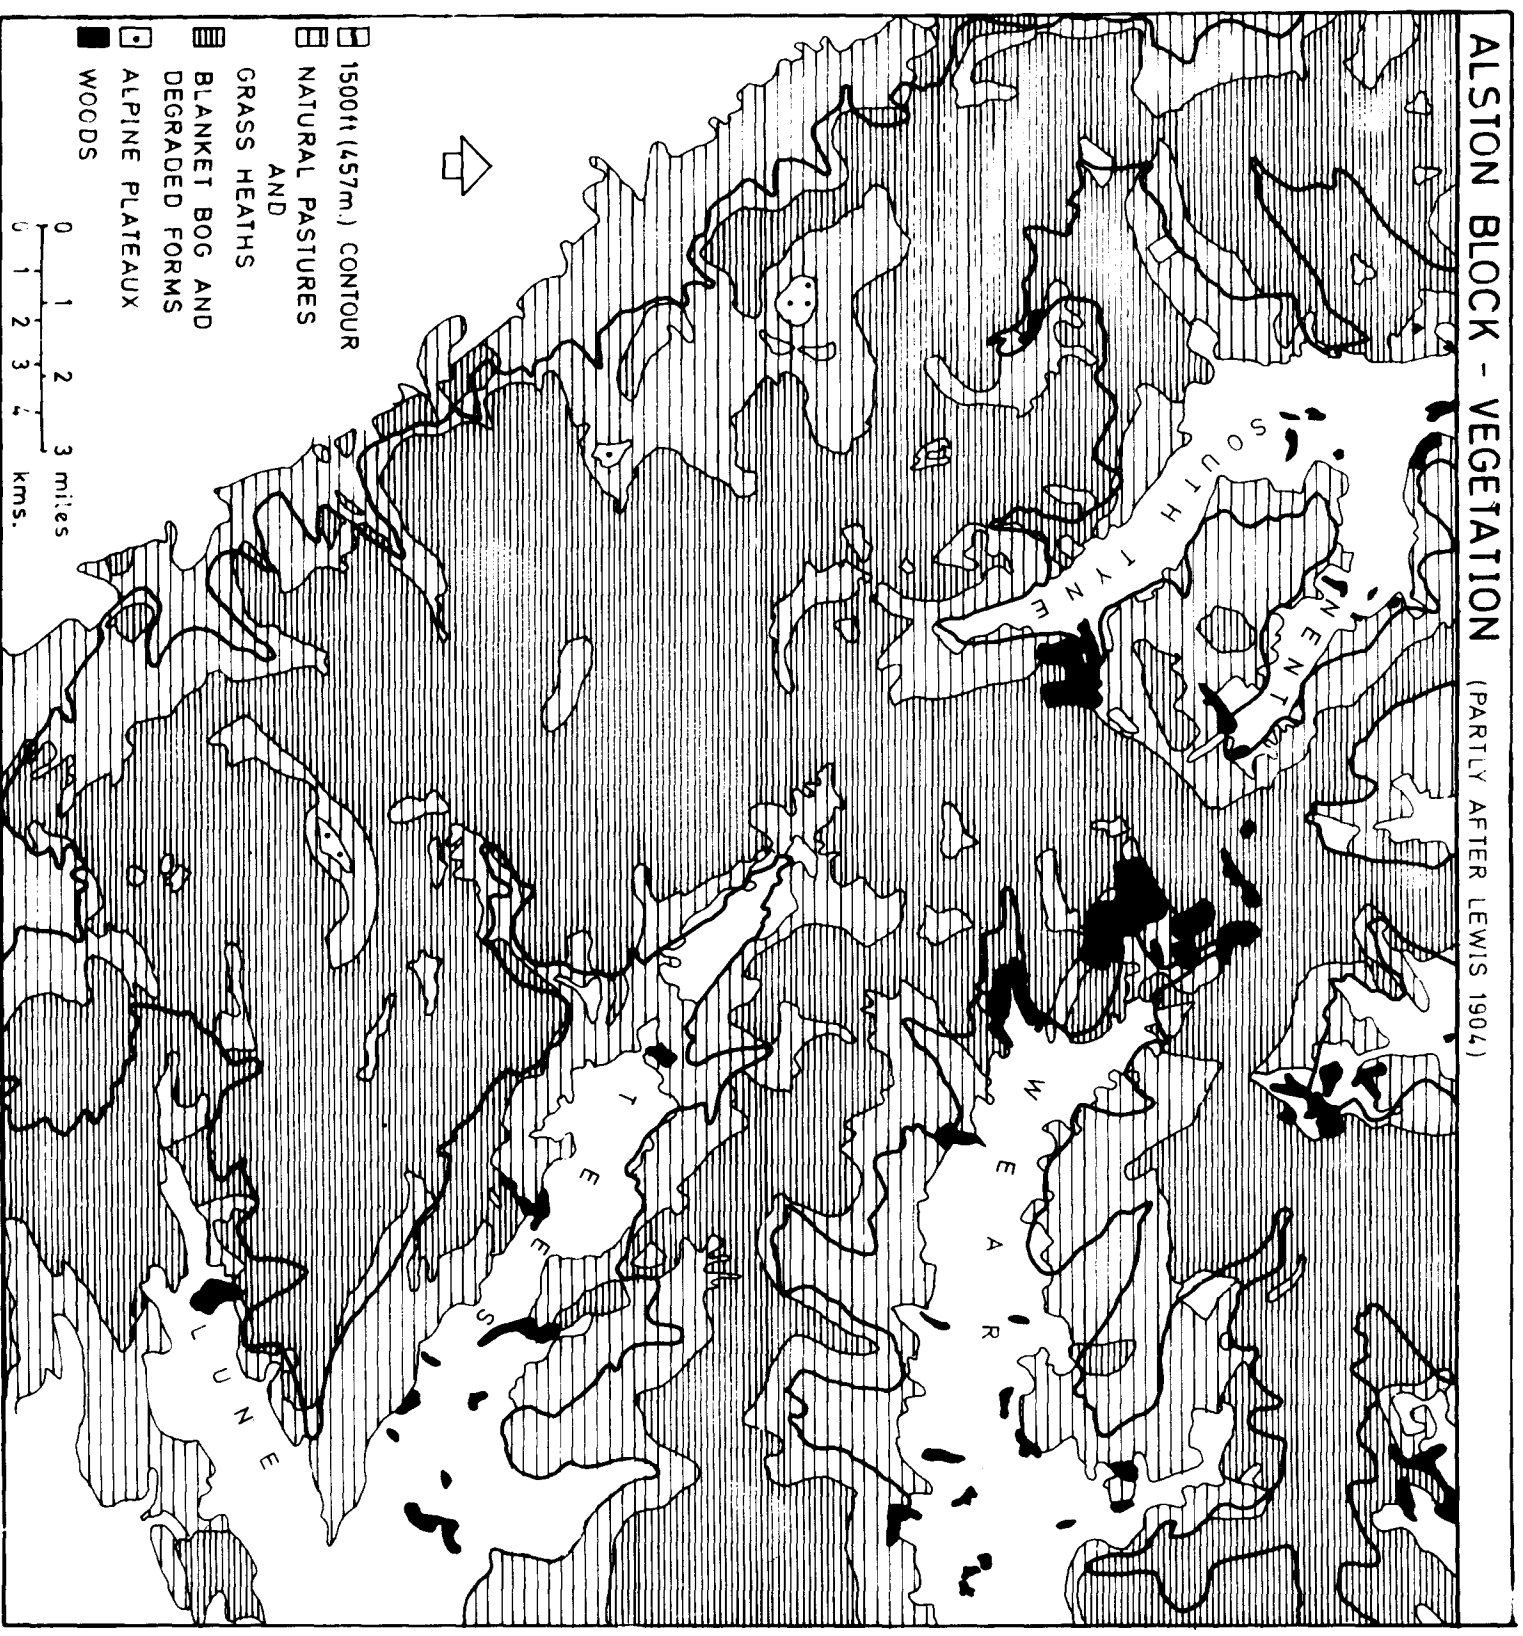 ALSTON BLOCK – VEGETATION (PARTLY AFTER LEWIS 1904)
SOUTH TYNE
NENT
WEAR
TEES
LUNE
1500ft (457m.) CONTOUR
NATURAL PASTURES
AND
GRASS HEATHS
BLANKET BOG AND
DEGRADED FORMS
ALPINE PLATEAUX
WOODS
0 1 2 3 miles
0 1 2 3 4 kms.